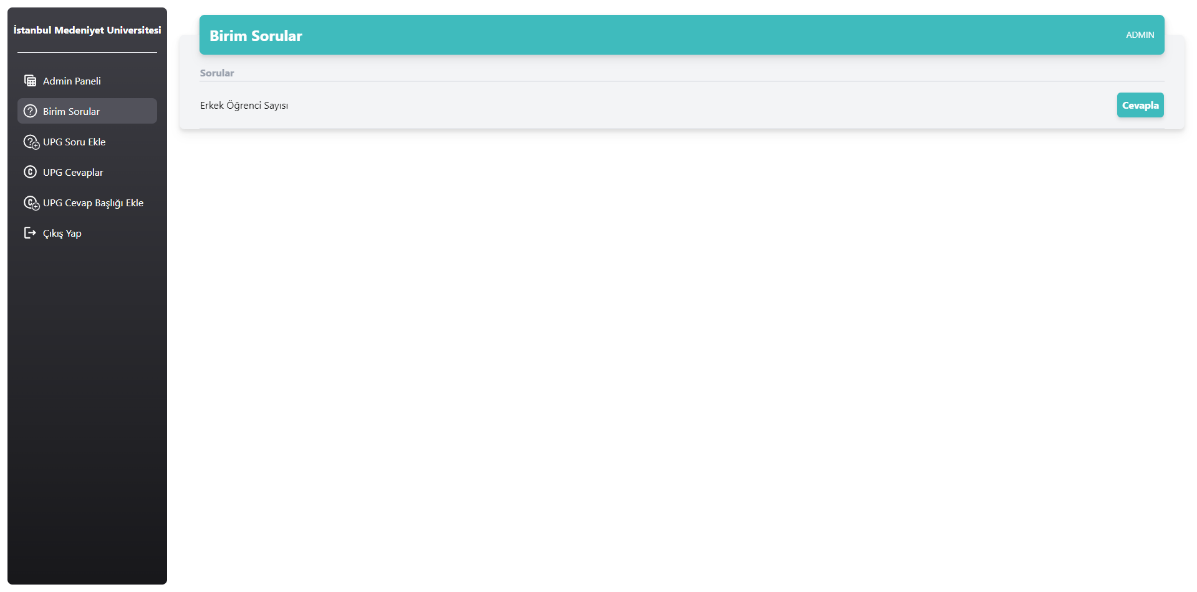 İstanbul Medeniyet Universitesi
Admin Paneli
Birim Sorular
UPG Soru Ekle
UPG Cevaplar
UPG Cevap Başlığı Ekle
Çıkış Yap
Birim Sorular
ADMIN
Sorular
Erkek Öğrenci Sayısı
Cevapla